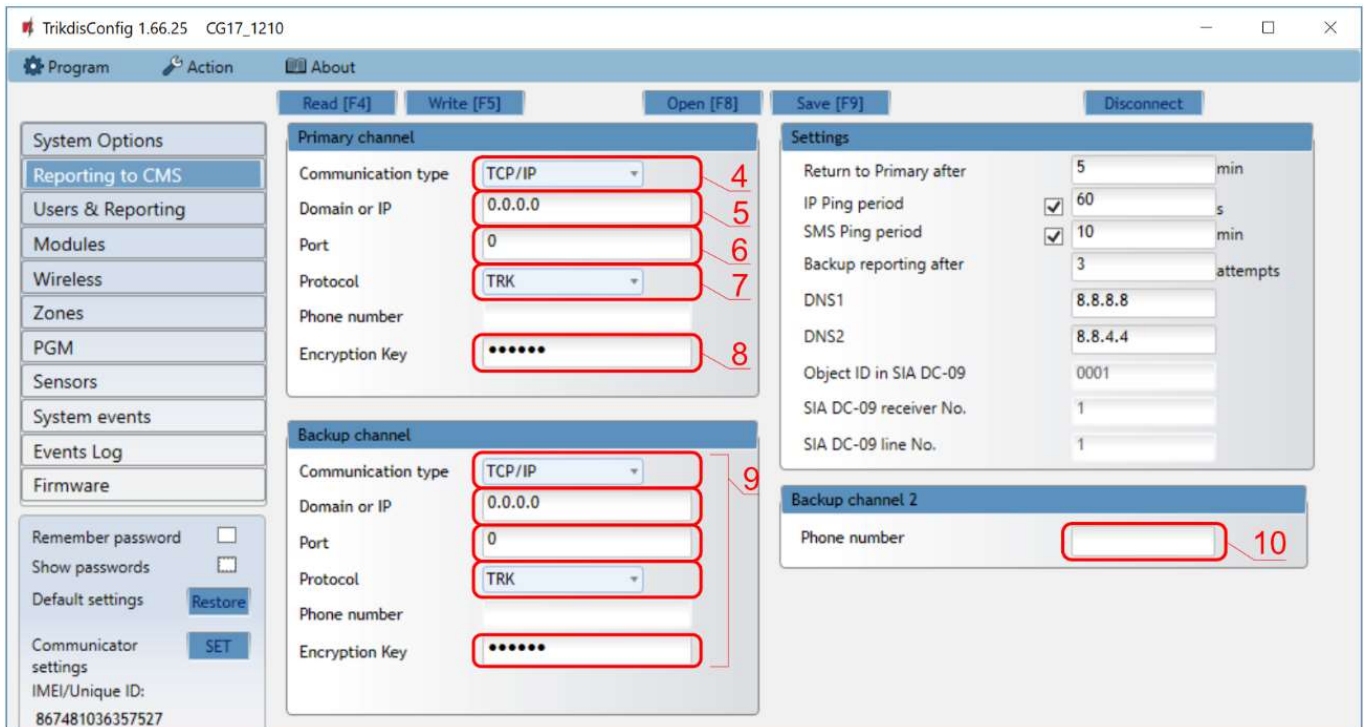 TrikdisConfig 1.66.25 CG17_1210
Program Action About
Read [F4] Write [F5] Open [F8] Save [F9] Disconnect
System Options
Reporting to CMS
Users & Reporting
Modules
Wireless
Zones
PGM
Sensors
System events
Events Log
Firmware
Remember password
Show passwords
Default settings Restore
Communicator settings SET
IMEI/Unique ID:
867481036357527
Primary channel
Communication type TCP/IP 4
Domain or IP 0.0.0.0 5
Port 0 6
Protocol TRK 7
Phone number
Encryption Key •••••• 8
Backup channel
Communication type TCP/IP 9
Domain or IP 0.0.0.0
Port 0
Protocol TRK
Phone number
Encryption Key ••••••
Settings
Return to Primary after 5 min
IP Ping period 60 s
SMS Ping period 10 min
Backup reporting after 3 attempts
DNS1 8.8.8.8
DNS2 8.8.4.4
Object ID in SIA DC-09 0001
SIA DC-09 receiver No. 1
SIA DC-09 line No. 1
Backup channel 2
Phone number 10